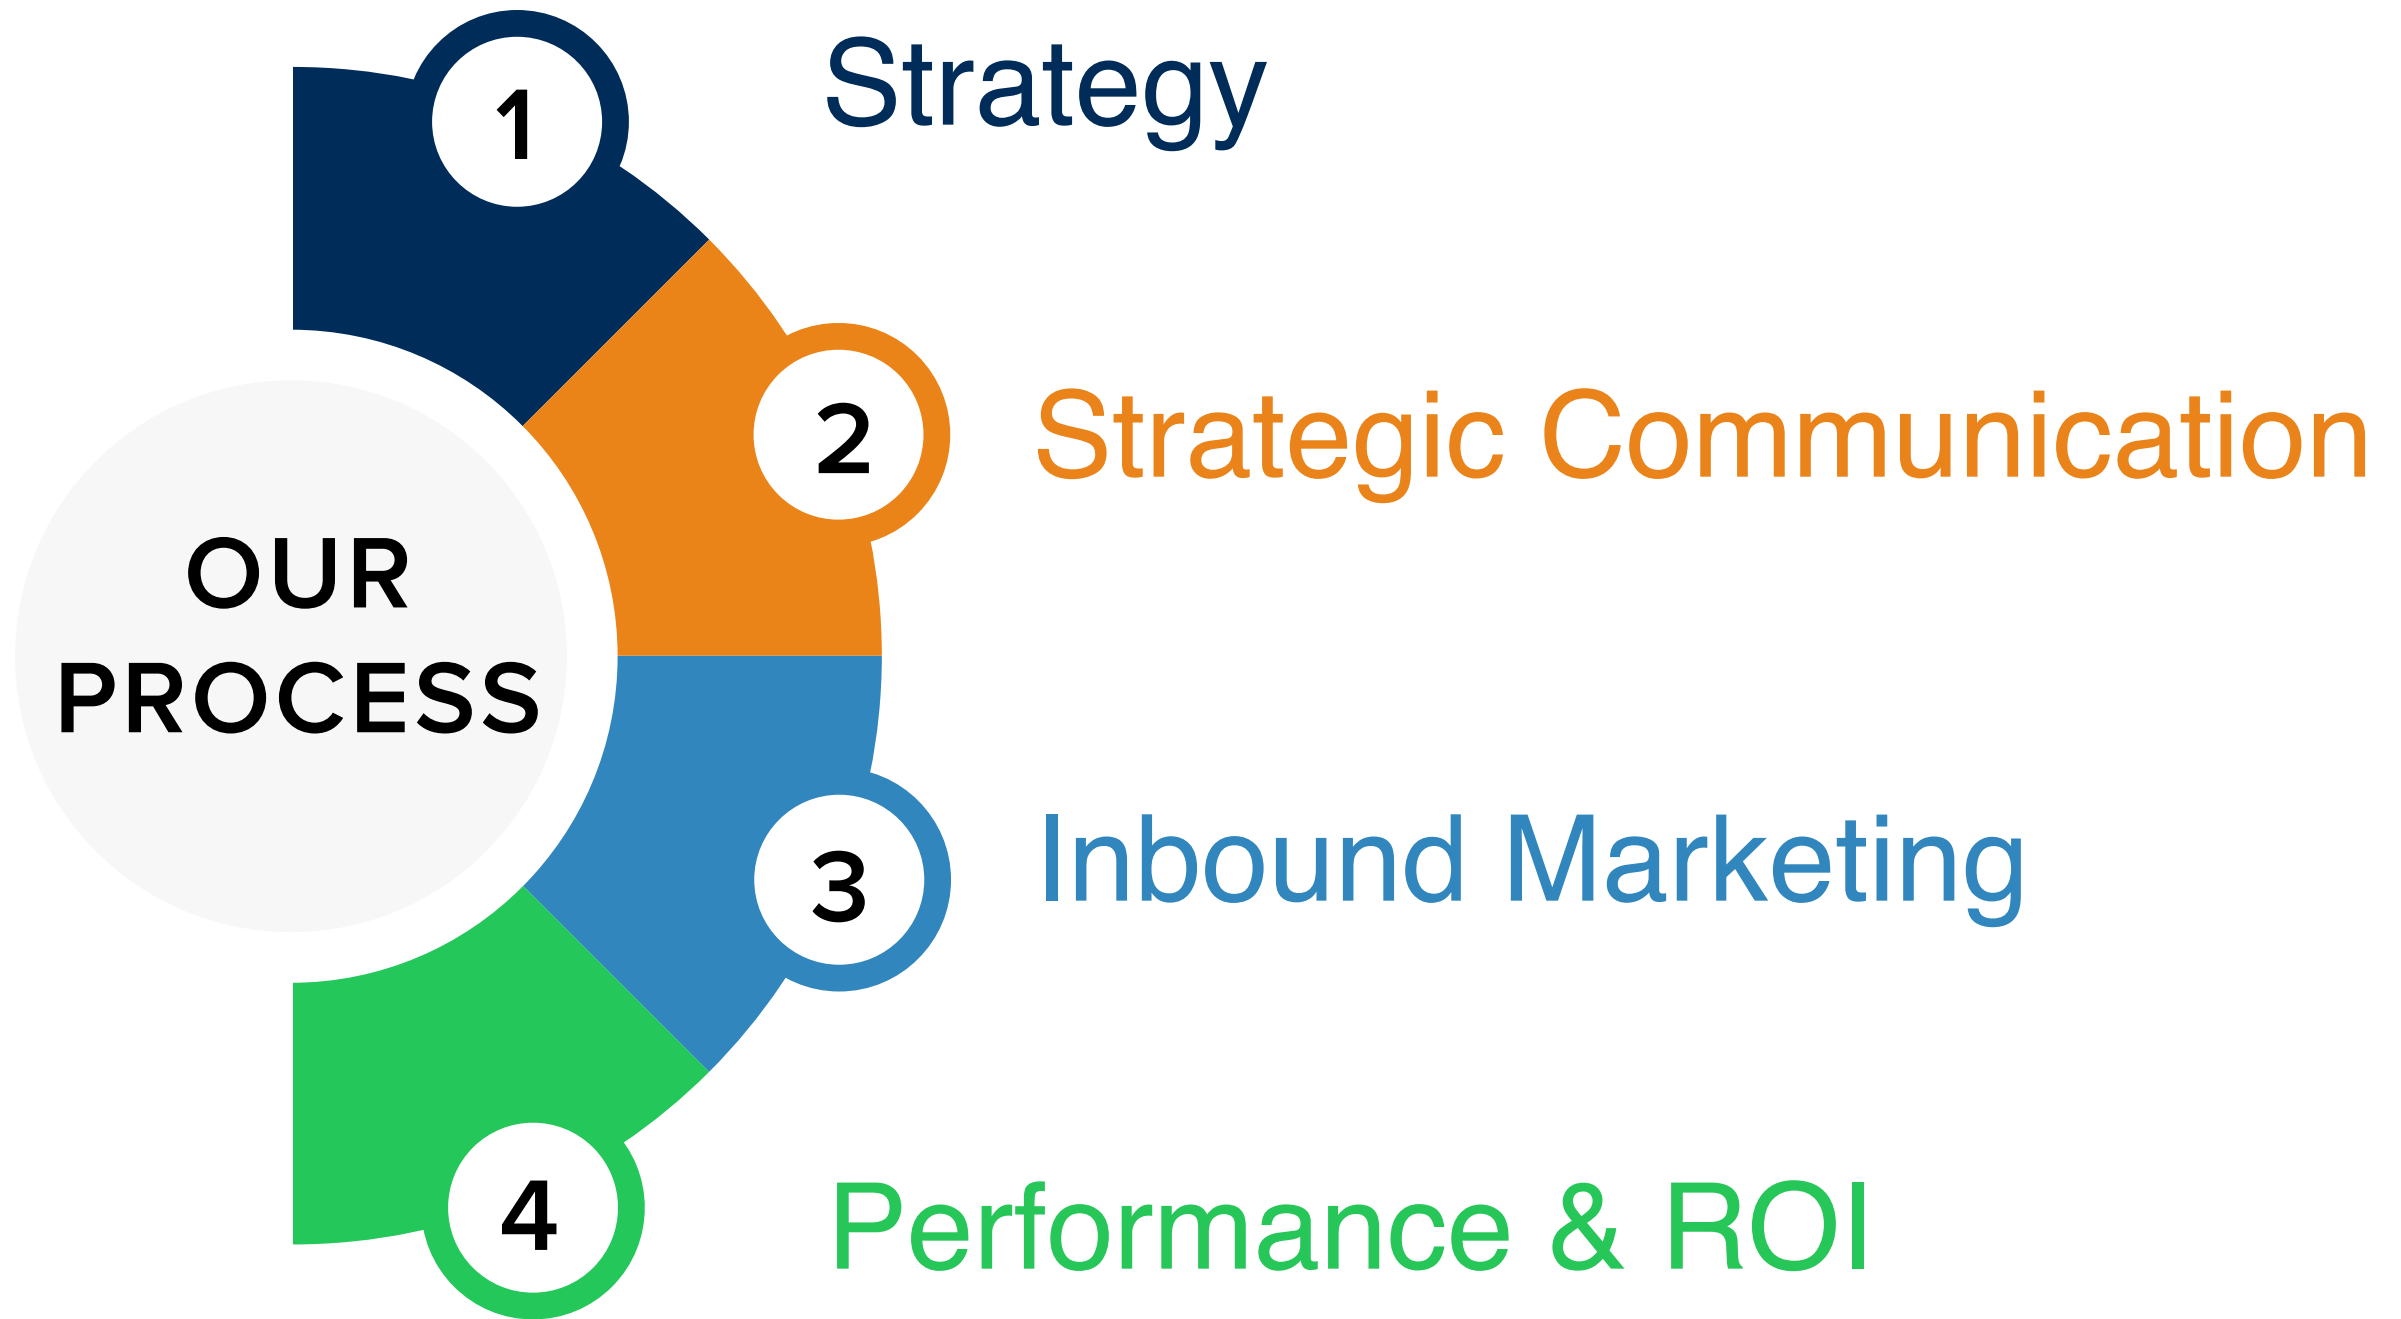 OUR
PROCESS
1
Strategy
2
Strategic Communication
3
Inbound Marketing
4
Performance & ROI